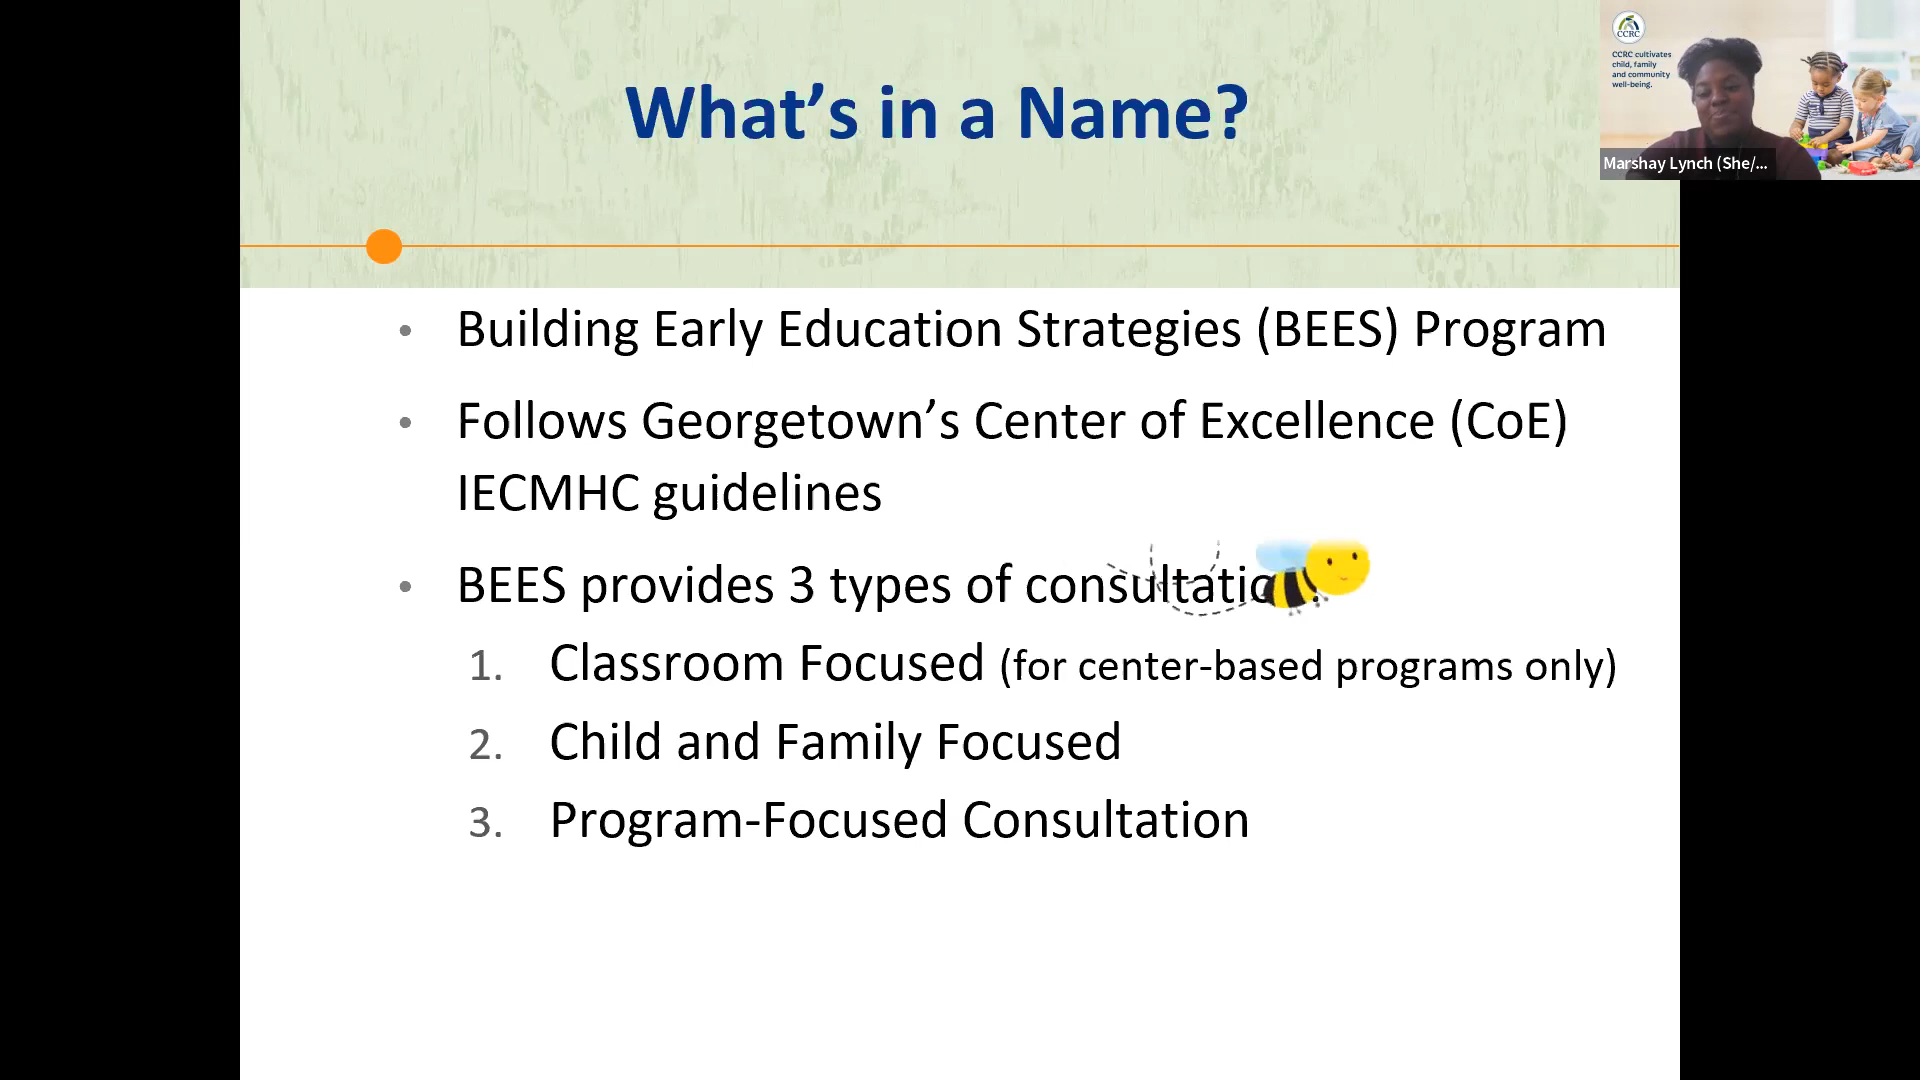 What's in a Name?
CCRC
CCRC cultivates
child, family
and community
well-being.
Marshay Lynch (She/...
• Building Early Education Strategies (BEES) Program
• Follows Georgetown's Center of Excellence (CoE)
IECMHC guidelines
• BEES provides 3 types of consultatio
1. Classroom Focused (for center-based programs only)
2. Child and Family Focused
3. Program-Focused Consultation